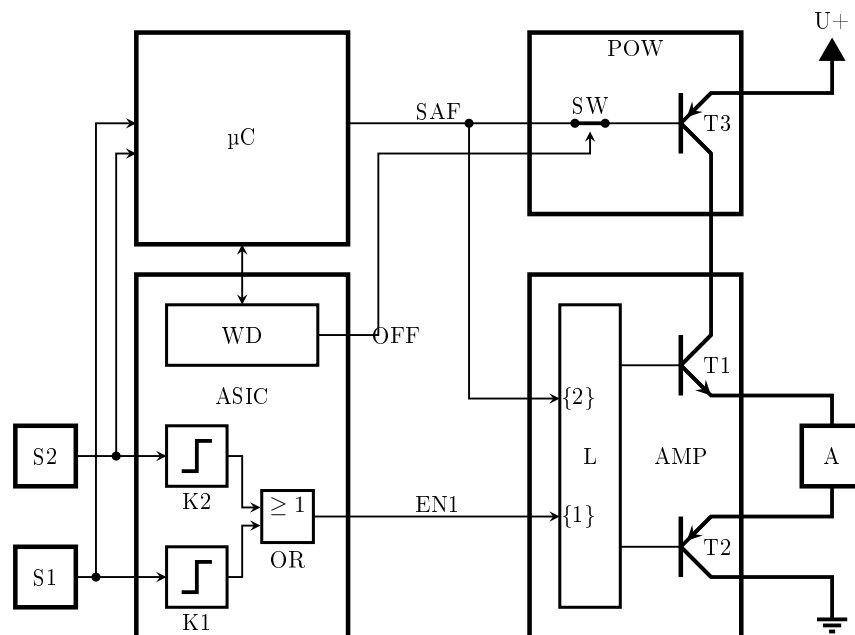 U+
POW
SW
SAF
T3
µC
WD
OFF
T1
ASIC
{2}
S2
L
AMP
A
K2
≥ 1
EN1
{1}
T2
OR
S1
K1